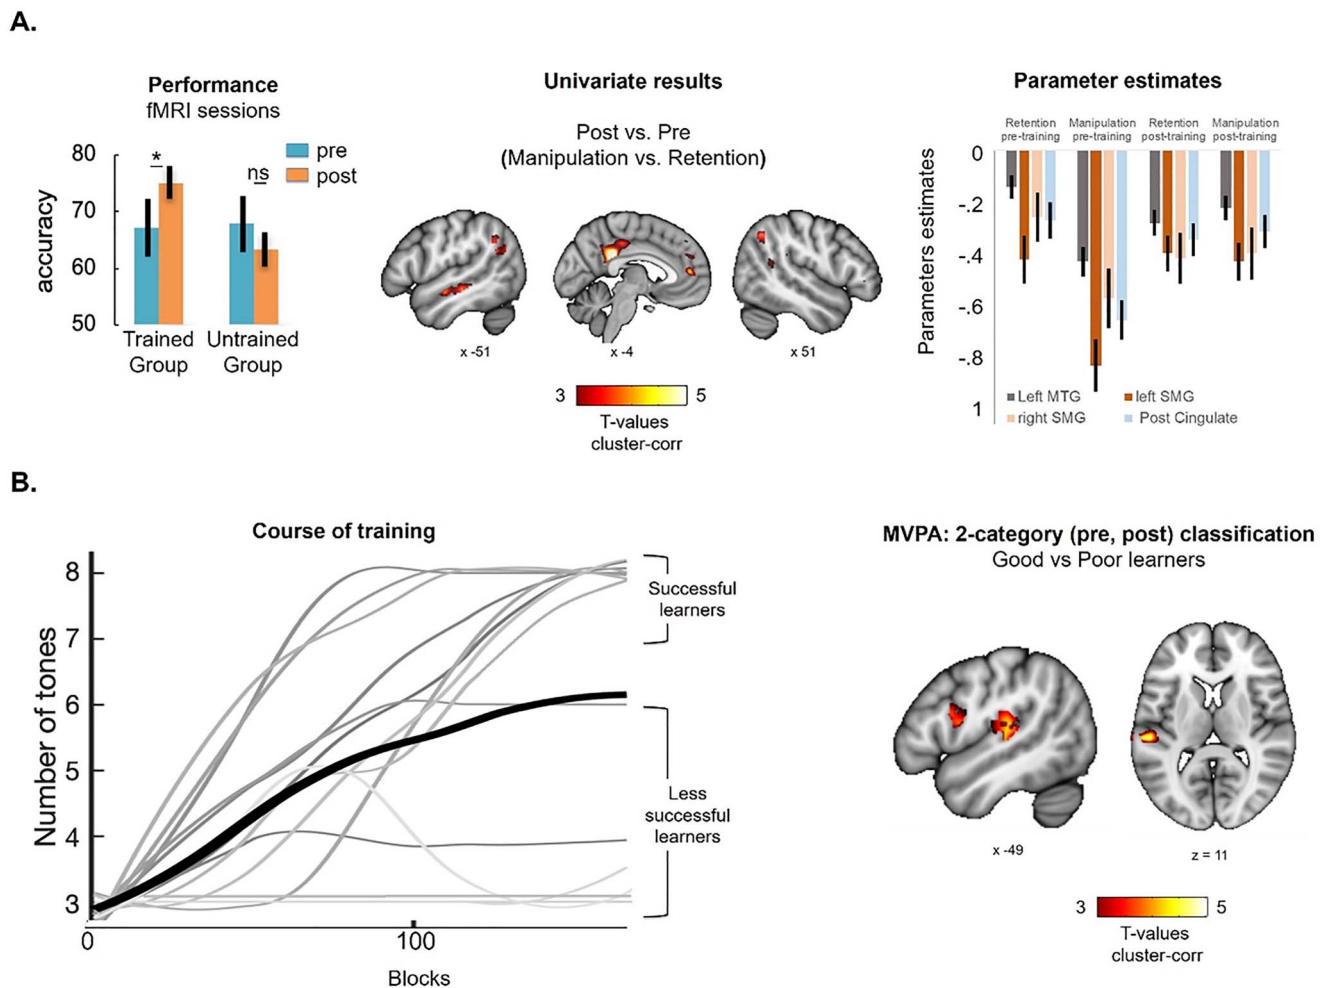 A.
Performance
fMRI sessions
pre
post
80
70
60
50
accuracy
*
ns
Trained Group
Untrained Group
Univariate results
Post vs. Pre
(Manipulation vs. Retention)
x -51
x -4
x 51
3
5
T-values
cluster-corr
Parameter estimates
Retention pre-training
Manipulation pre-training
Retention post-training
Manipulation post-training
Parameters estimates
0
-.2
-.4
-.6
-.8
1
Left MTG
left SMG
right SMG
Post Cingulate
B.
Course of training
Number of tones
8
7
6
5
4
3
0
100
Blocks
Successful
learners
Less
successful
learners
MVPA: 2-category (pre, post) classification
Good vs Poor learners
x -49
z = 11
3
5
T-values
cluster-corr